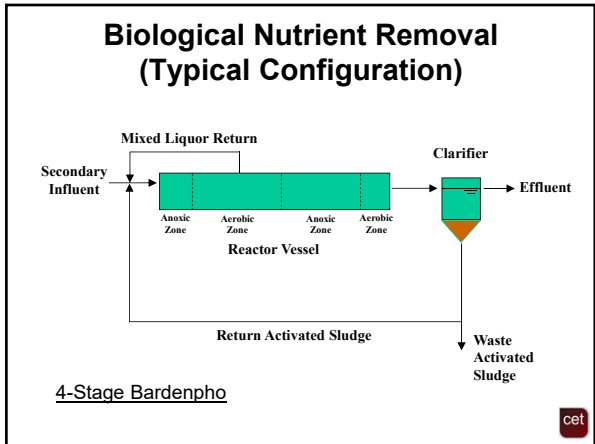 Biological Nutrient Removal
(Typical Configuration)
Mixed Liquor Return
Clarifier
Secondary
Influent
Effluent
Anoxic
Zone
Aerobic
Zone
Anoxic
Zone
Aerobic
Zone
Reactor Vessel
Return Activated Sludge
Waste
Activated
Sludge
4-Stage Bardenpho
cet